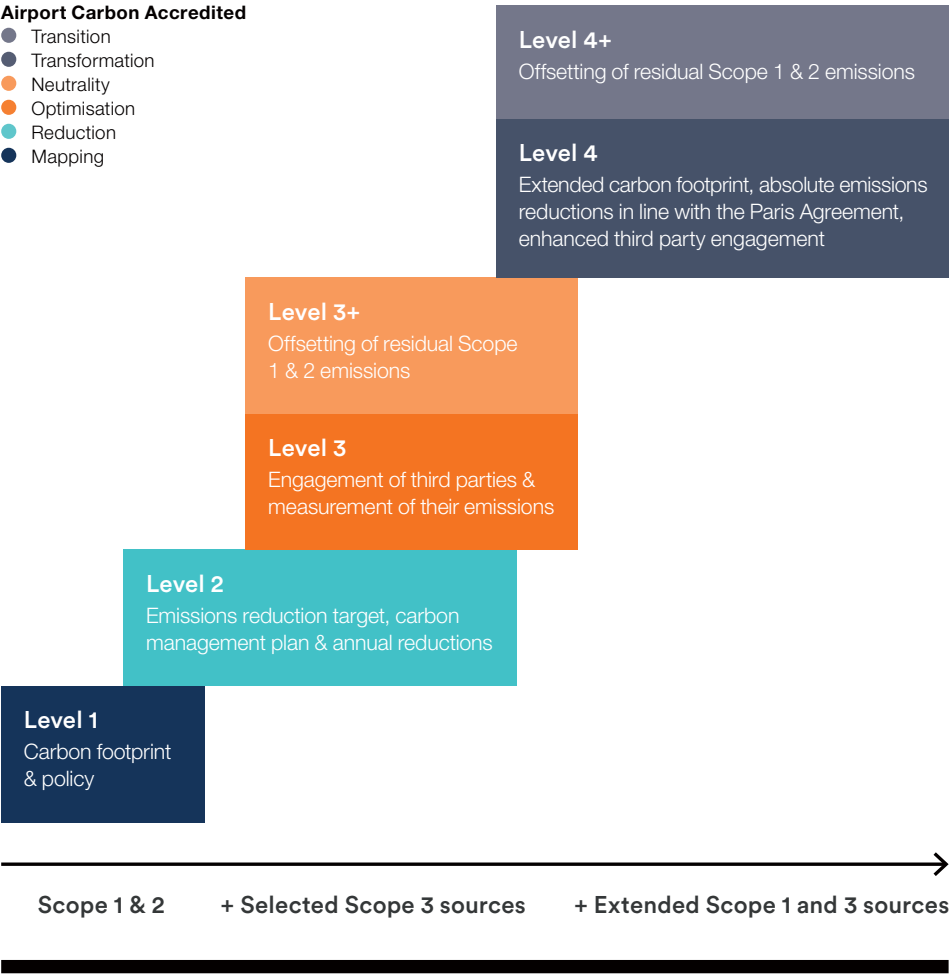 Airport Carbon Accredited
Transition
Transformation
Neutrality
Optimisation
Reduction
Mapping
Level 4+
Offsetting of residual Scope 1 & 2 emissions
Level 4
Extended carbon footprint, absolute emissions
reductions in line with the Paris Agreement,
enhanced third party engagement
Level 3+
Offsetting of residual Scope
1 & 2 emissions
Level 3
Engagement of third parties &
measurement of their emissions
Level 2
Emissions reduction target, carbon
management plan & annual reductions
Level 1
Carbon footprint
& policy
Scope 1 & 2
+ Selected Scope 3 sources
+ Extended Scope 1 and 3 sources